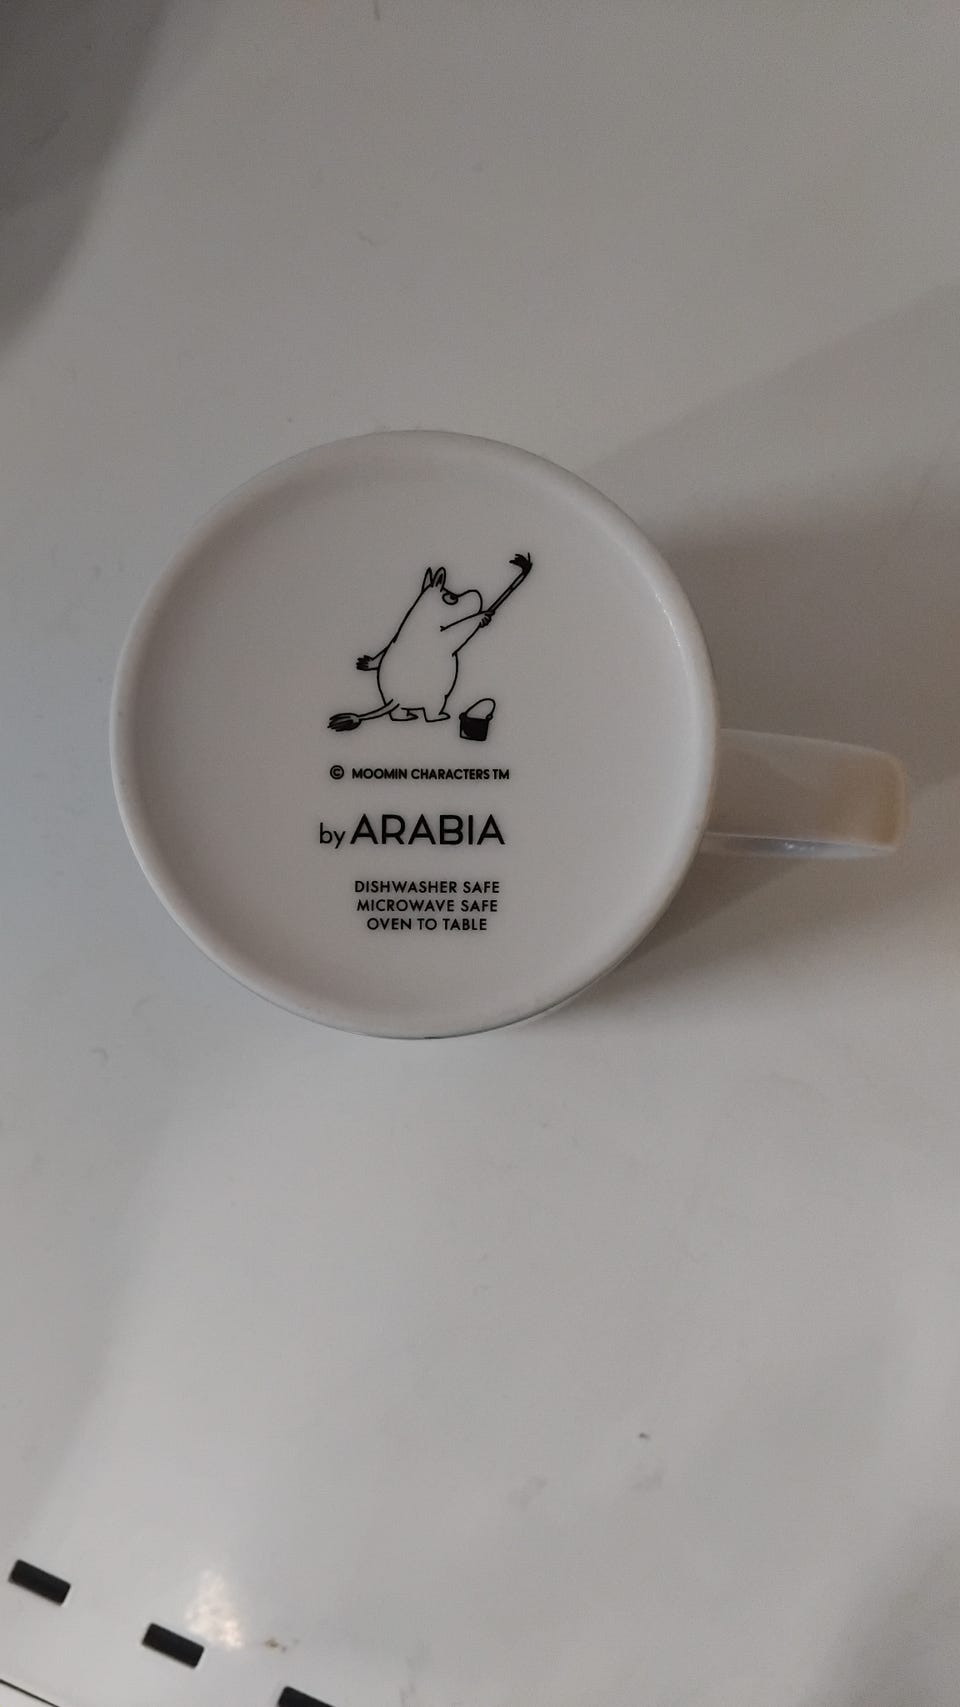 © MOOMIN CHARACTERS TM
by ARABIA
DISHWASHER SAFE
MICROWAVE SAFE
OVEN TO TABLE